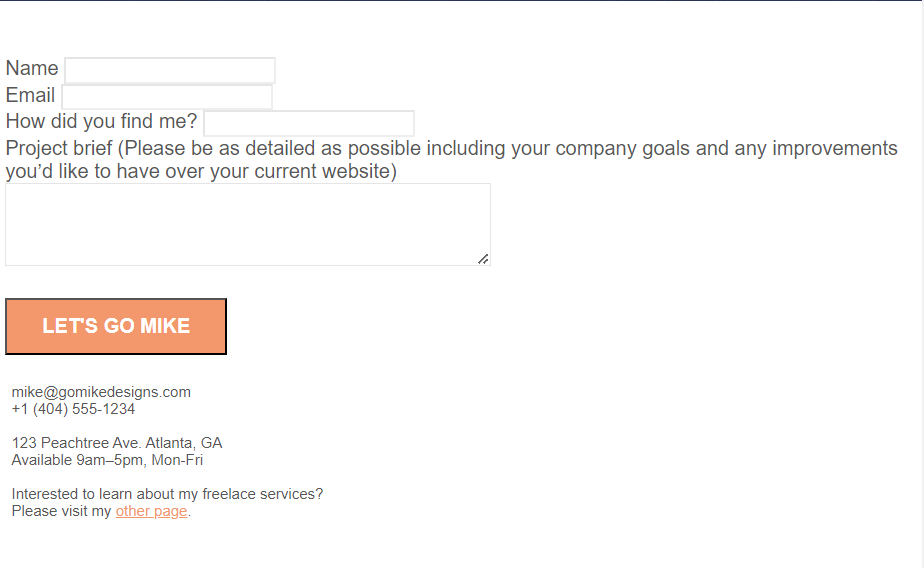 Name
Email
How did you find me?
Project brief (Please be as detailed as possible including your company goals and any improvements
you’d like to have over your current website)
LET'S GO MIKE
mike@gomikedesigns.com
+1 (404) 555-1234
123 Peachtree Ave. Atlanta, GA
Available 9am–5pm, Mon-Fri
Interested to learn about my freelace services?
Please visit my other page.